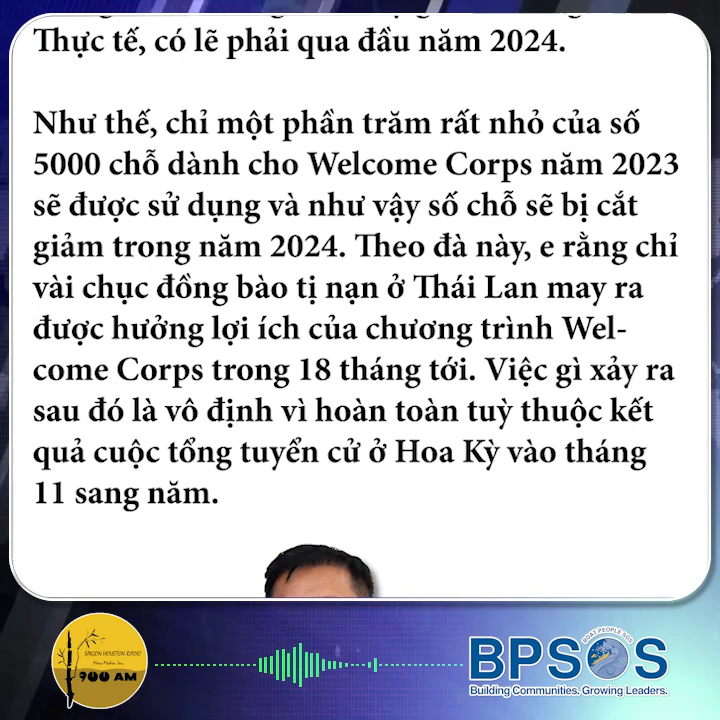 Thực tế, có lẽ phải qua đầu năm 2024.
Như thế, chỉ một phần trăm rất nhỏ của số
5000 chỗ dành cho Welcome Corps năm 2023
sẽ được sử dụng và như vậy số chỗ sẽ bị cắt
giảm trong năm 2024. Theo đà này, e rằng chỉ
vài chục đồng bào tị nạn ở Thái Lan may ra
được hưởng lợi ích của chương trình Wel-
come Corps trong 18 tháng tới. Việc gì xảy ra
sau đó là vô định vì hoàn toàn tuỳ thuộc kết
quả cuộc tổng tuyển cử ở Hoa Kỳ vào tháng
11 sang năm.
SAIGON HOUSTON RADIO
900 AM
BOAT PEOPLE SOS
BPSOS
Building Communities. Growing Leaders.